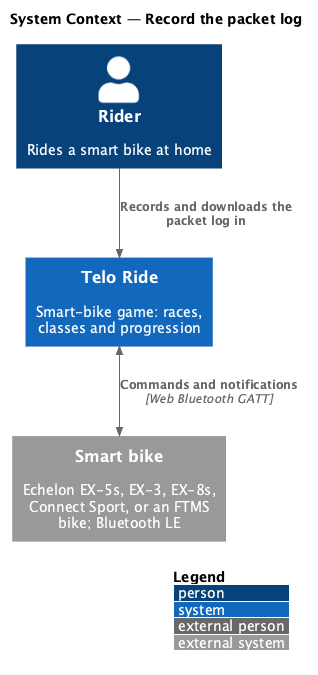 System Context — Record the packet log
Rider
Rides a smart bike at home
Records and downloads the
packet log in
Telo Ride
Smart-bike game: races,
classes and progression
Commands and notifications
[Web Bluetooth GATT]
Smart bike
Echelon EX-5s, EX-3, EX-8s,
Connect Sport, or an FTMS
bike; Bluetooth LE
Legend
person
system
external person
external system